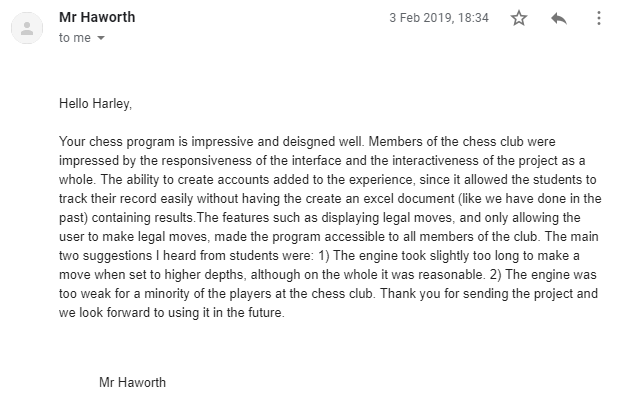 Mr Haworth 3 Feb 2019, 18:34
to me
Hello Harley,
Your chess program is impressive and deisgned well. Members of the chess club were
impressed by the responsiveness of the interface and the interactiveness of the project as a
whole. The ability to create accounts added to the experience, since it allowed the students to
track their record easily without having the create an excel document (like we have done in the
past) containing results.The features such as displaying legal moves, and only allowing the
user to make legal moves, made the program accessible to all members of the club. The main
two suggestions I heard from students were: 1) The engine took slightly too long to make a
move when set to higher depths, although on the whole it was reasonable. 2) The engine was
too weak for a minority of the players at the chess club. Thank you for sending the project and
we look forward to using it in the future.
Mr Haworth